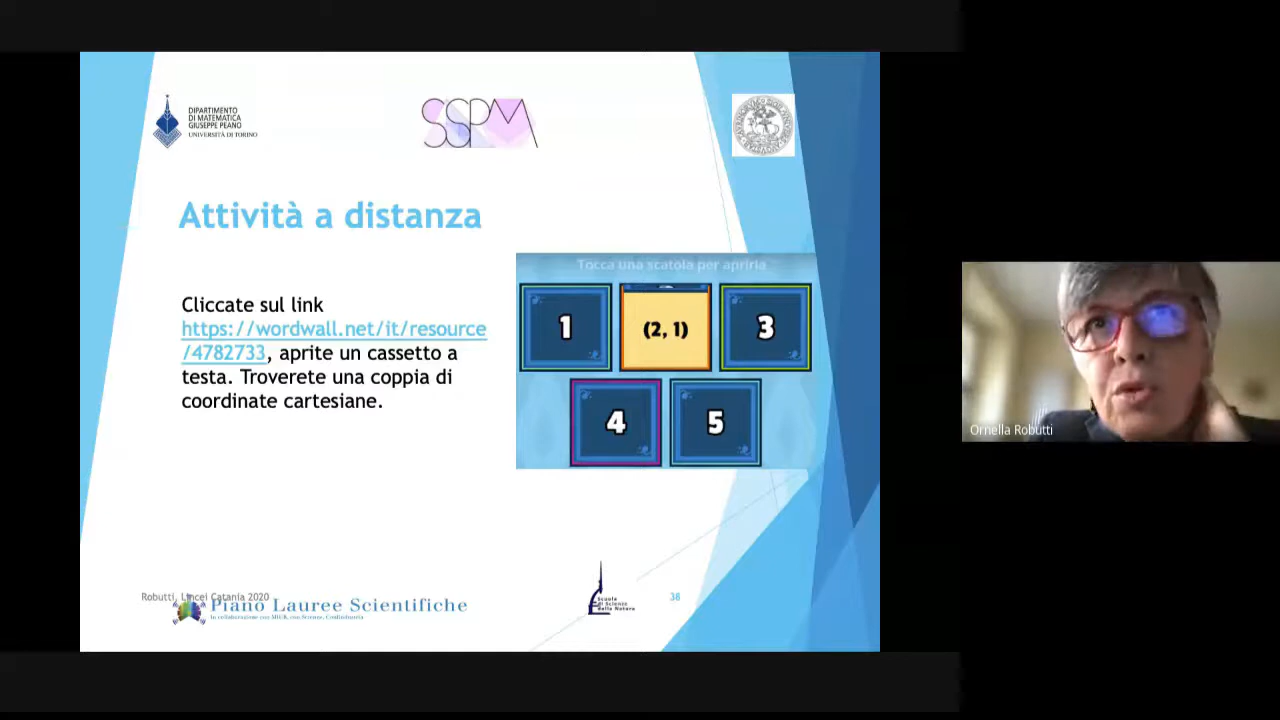 DIPARTIMENTO
DI MATEMATICA
GIUSEPPE PEANO
UNIVERSITÀ DI TORINO
SSPM
Attività a distanza
Cliccate sul link
https://wordwall.net/it/resource
/4782733, aprite un cassetto a
testa. Troverete una coppia di
coordinate cartesiane.
Tocca una scatola per aprirla
1
(2, 1)
3
4
5
Ornella Robutti
Robutti, Lincei Catania 2020
Piano Lauree Scientifiche
In collaborazione con MIUR, con Scienze, Confindustria
Scuola
di Scienze
della Natura
38